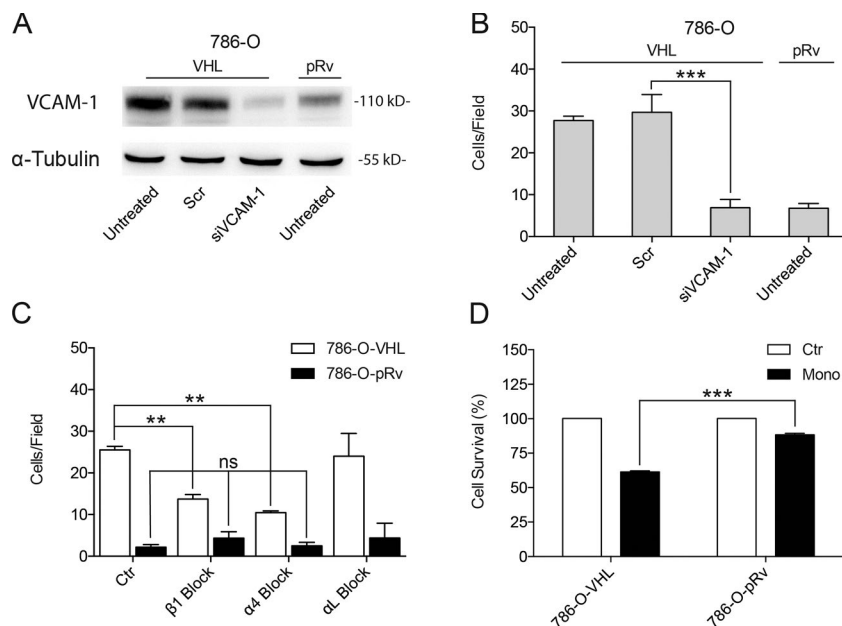 A
786-O
VHL
pRv
VCAM-1
-110 kD-
α-Tubulin
-55 kD-
Untreated
Scr
siVCAM-1
Untreated
B
786-O
VHL
pRv
***
Cells/Field
50
40
30
20
10
0
Untreated
Scr
siVCAM-1
Untreated
C
786-O-VHL
786-O-pRv
**
**
ns
Cells/Field
50
40
30
20
10
0
Ctr
β1 Block
α4 Block
αL Block
D
Ctr
Mono
***
Cell Survival (%)
150
125
100
75
50
25
0
786-O-VHL
786-O-pRv